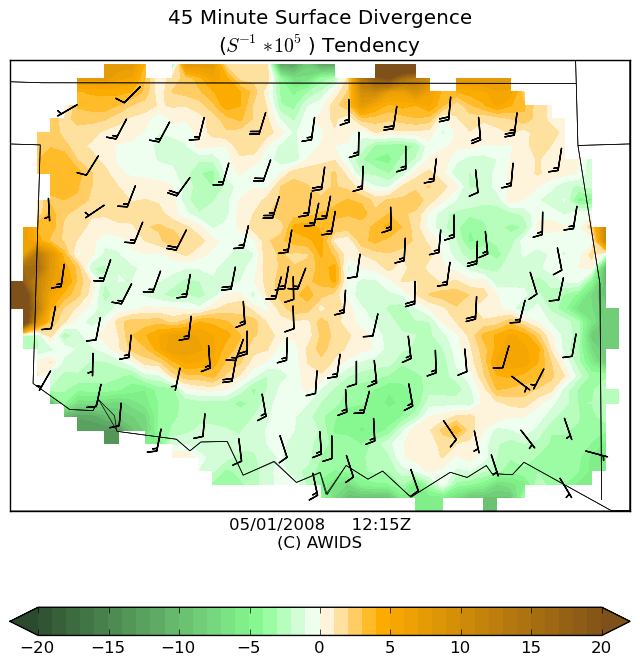 45 Minute Surface Divergence
(S⁻¹ * 10⁵ ) Tendency
05/01/2008 12:15Z
(C) AWIDS
−20 −15 −10 −5 0 5 10 15 20